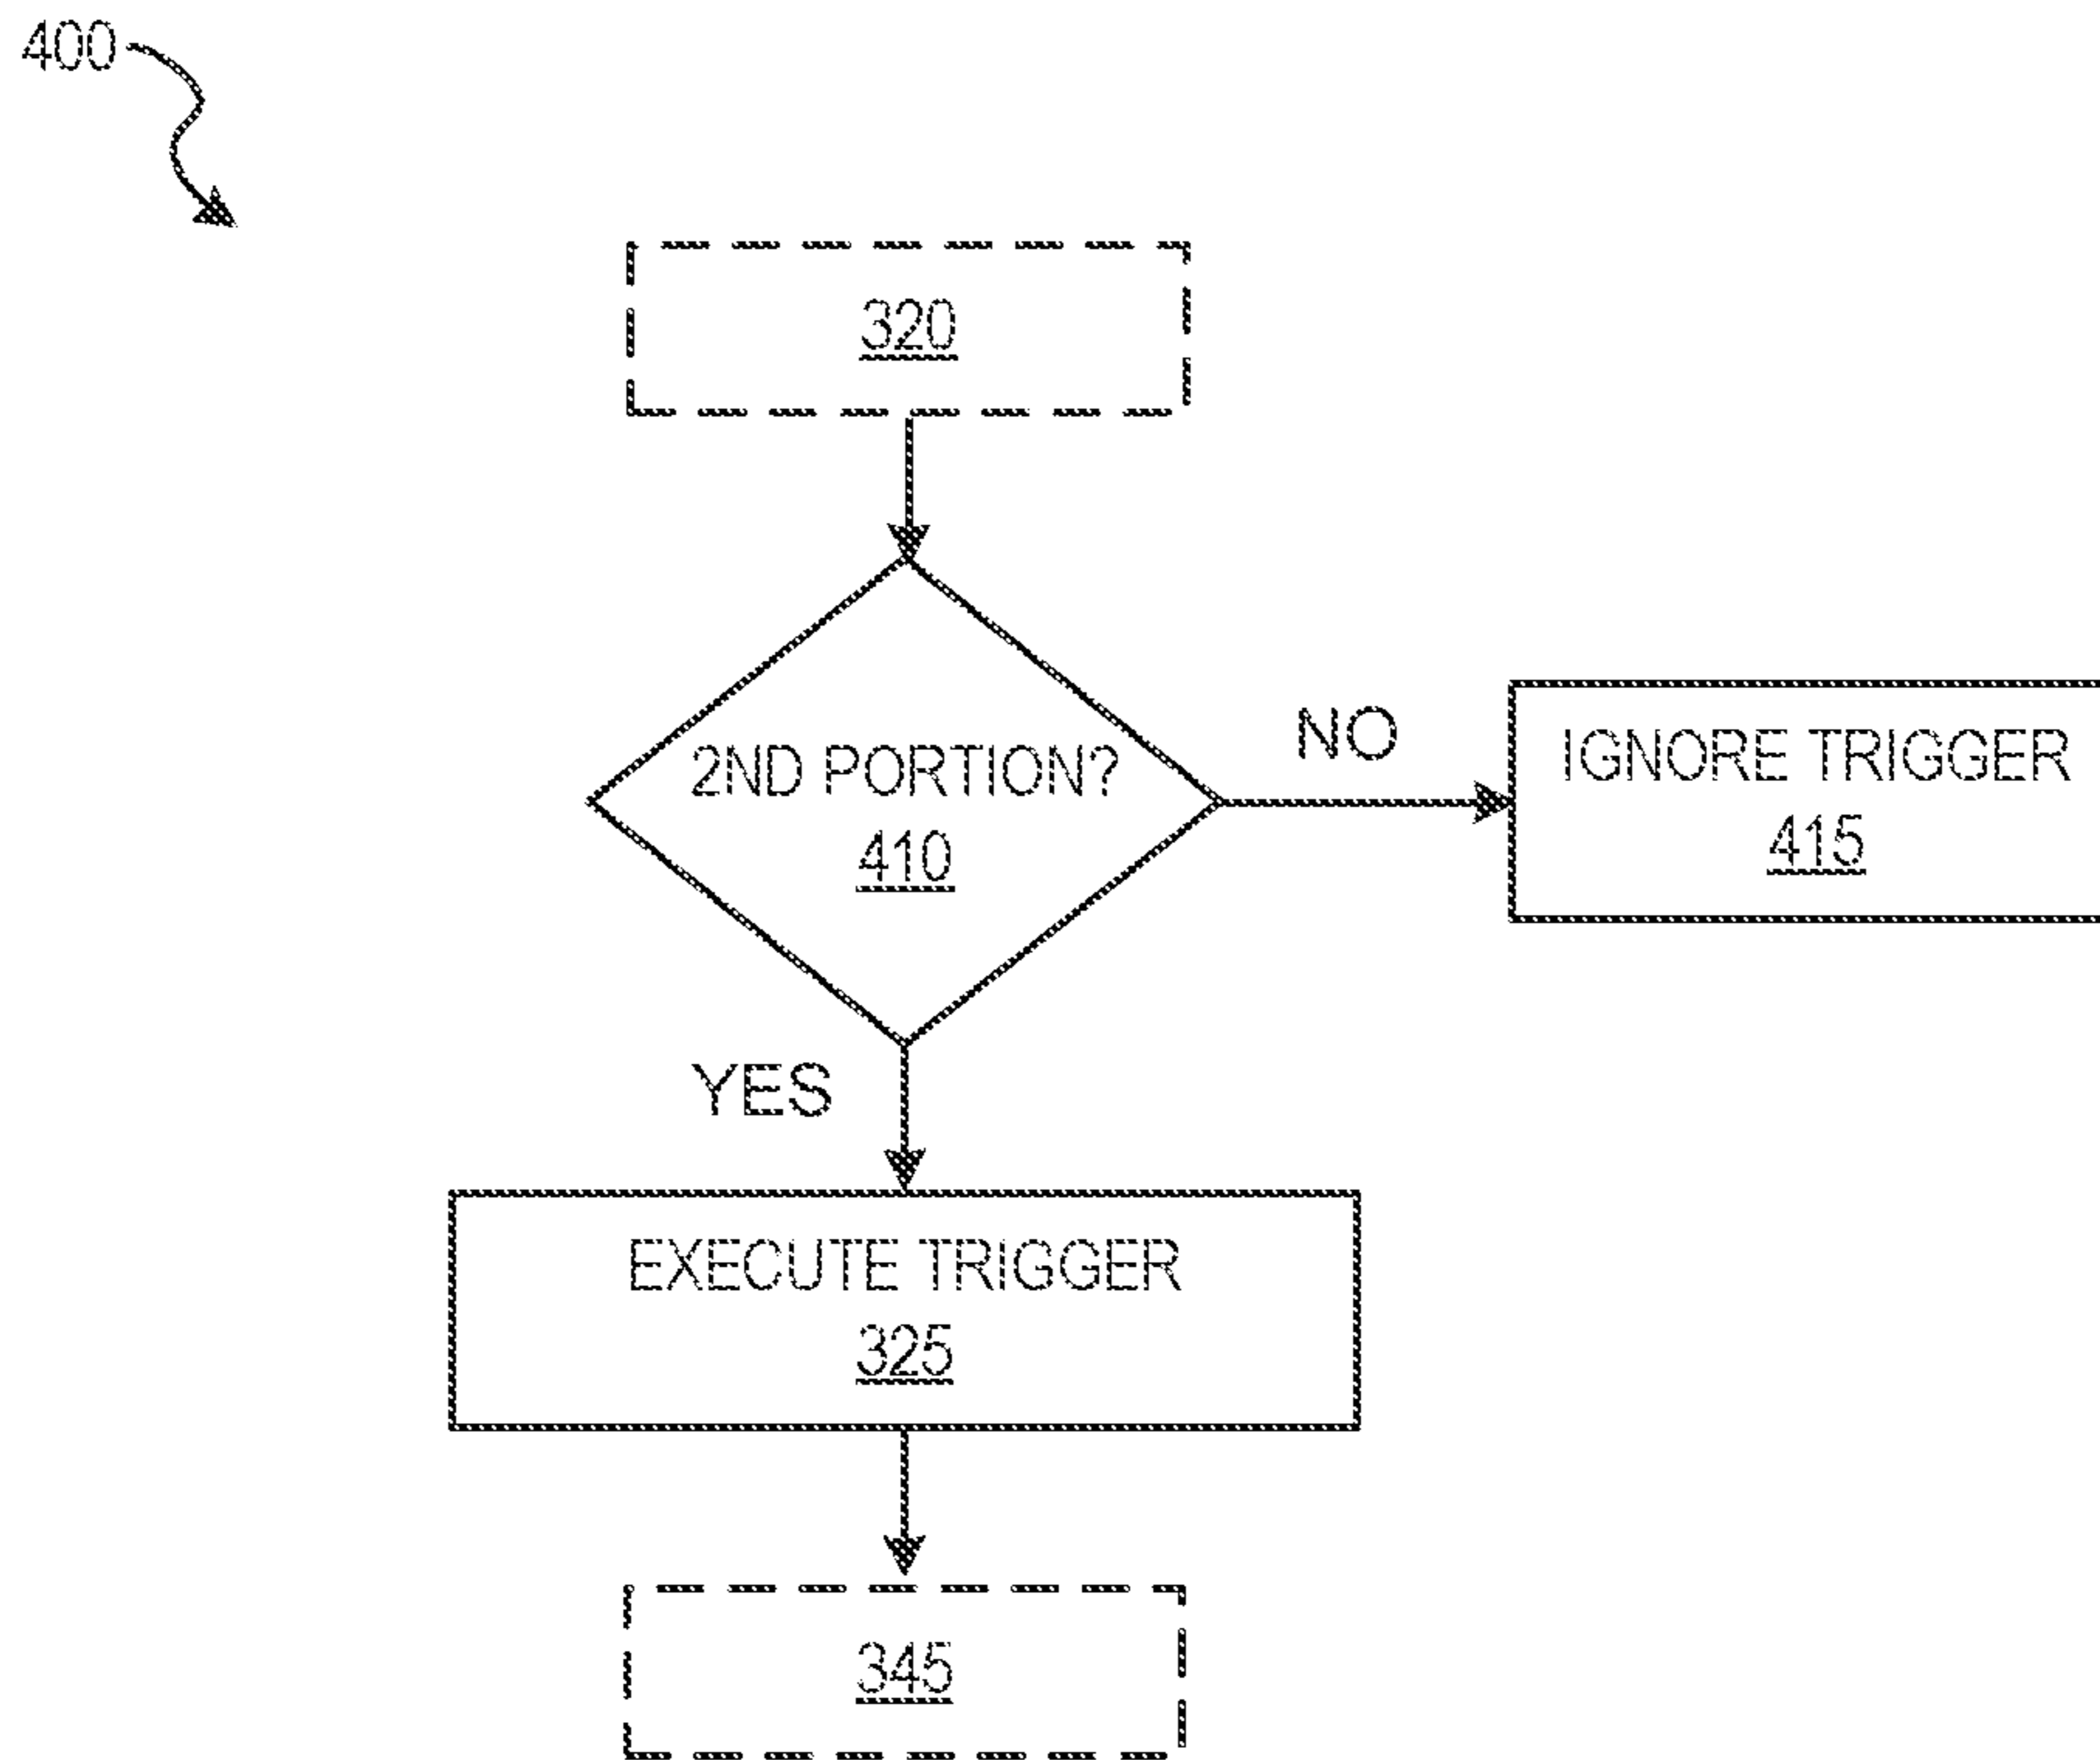 400
320
2ND PORTION?
410
NO
IGNORE TRIGGER
415
YES
EXECUTE TRIGGER
325
345